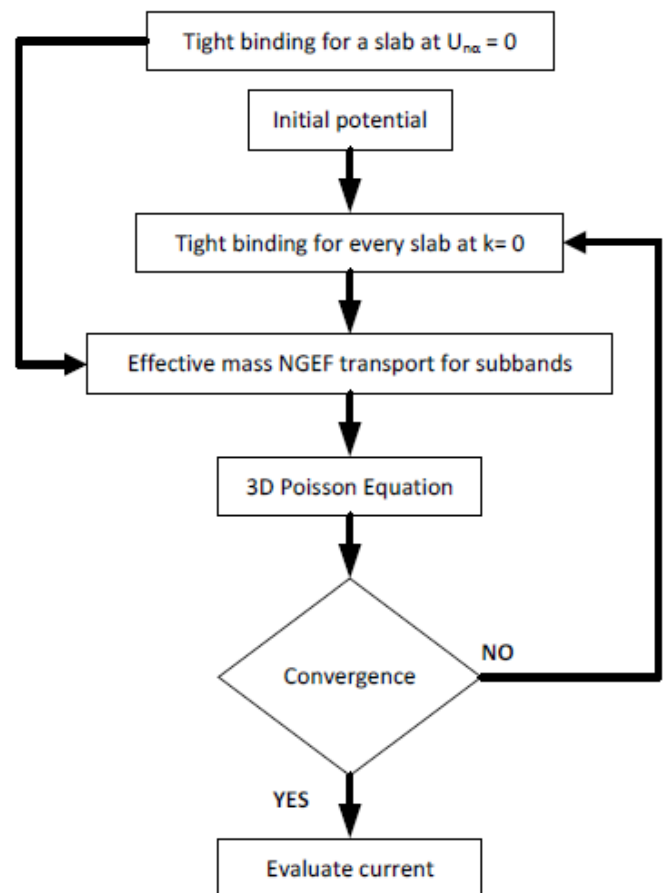 Tight binding for a slab at Uₙα = 0
Initial potential
Tight binding for every slab at k= 0
Effective mass NGEF transport for subbands
3D Poisson Equation
Convergence
NO
YES
Evaluate current